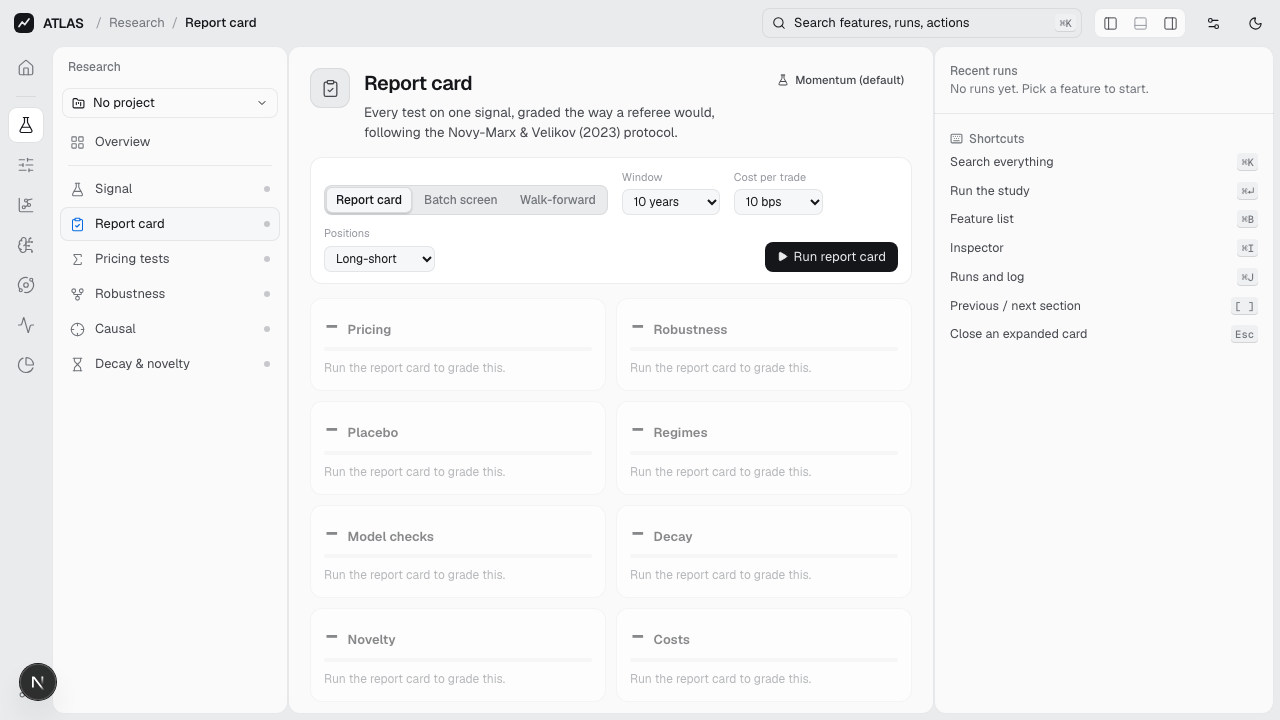 ATLAS / Research / Report card
Search features, runs, actions ⌘K
Research
No project
Overview
Signal
Report card
Pricing tests
Robustness
Causal
Decay & novelty
N
Report card
Momentum (default)
Every test on one signal, graded the way a referee would,
following the Novy-Marx & Velikov (2023) protocol.
Report card Batch screen Walk-forward
Window
10 years
Cost per trade
10 bps
Positions
Long-short
Run report card
Pricing
Run the report card to grade this.
Robustness
Run the report card to grade this.
Placebo
Run the report card to grade this.
Regimes
Run the report card to grade this.
Model checks
Run the report card to grade this.
Decay
Run the report card to grade this.
Novelty
Run the report card to grade this.
Costs
Run the report card to grade this.
Recent runs
No runs yet. Pick a feature to start.
Shortcuts
Search everything ⌘K
Run the study ⌘↵
Feature list ⌘B
Inspector ⌘I
Runs and log ⌘J
Previous / next section [ ]
Close an expanded card Esc